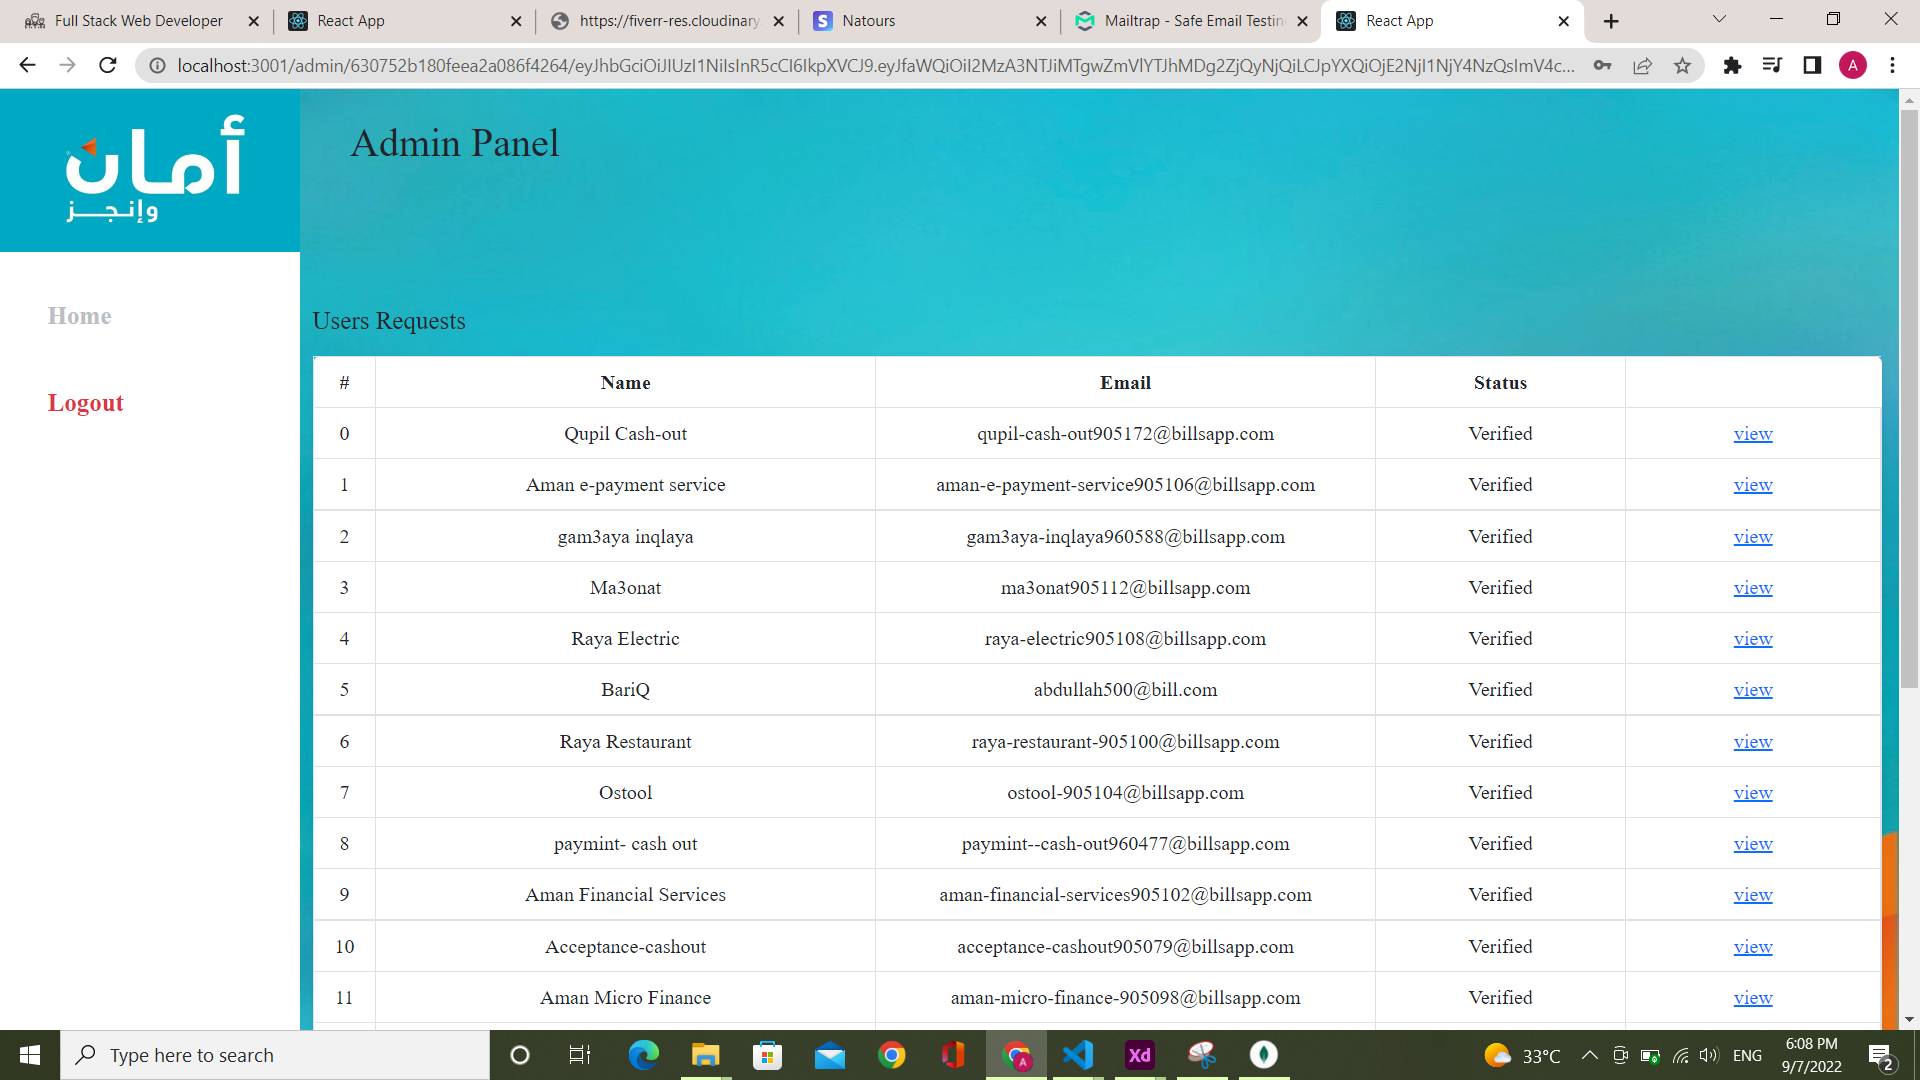 Full Stack Web Developer
React App
https://fiverr-res.cloudinary.
Natours
Mailtrap - Safe Email Testin
React App
localhost:3001/admin/630752b180feea2a086f4264/eyJhbGciOiJIUzI1NiIsInR5cCI6IkpXVCJ9.eyJfaWQiOiI2MzA3NTJiMTgwZmVlYTJhMDg2ZjQyNjQiLCJpYXQiOjE2NjI1NjY4NzQsImV4c...
A
أمان
وإنجـــز
Home
Logout
Admin Panel
Users Requests
# Name Email Status
0 Qupil Cash-out qupil-cash-out905172@billsapp.com Verified view
1 Aman e-payment service aman-e-payment-service905106@billsapp.com Verified view
2 gam3aya inqlaya gam3aya-inqlaya960588@billsapp.com Verified view
3 Ma3onat ma3onat905112@billsapp.com Verified view
4 Raya Electric raya-electric905108@billsapp.com Verified view
5 BariQ abdullah500@bill.com Verified view
6 Raya Restaurant raya-restaurant-905100@billsapp.com Verified view
7 Ostool ostool-905104@billsapp.com Verified view
8 paymint- cash out paymint--cash-out960477@billsapp.com Verified view
9 Aman Financial Services aman-financial-services905102@billsapp.com Verified view
10 Acceptance-cashout acceptance-cashout905079@billsapp.com Verified view
11 Aman Micro Finance aman-micro-finance-905098@billsapp.com Verified view
Type here to search
Xd
A
33°C
ENG
6:08 PM
9/7/2022
2